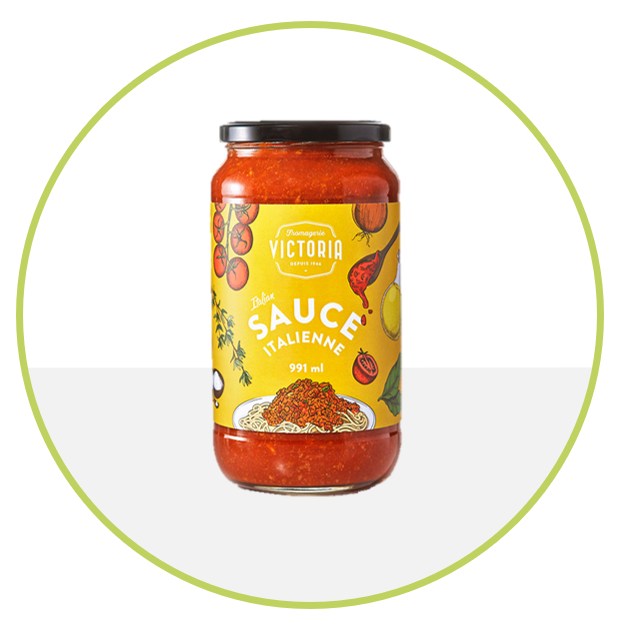 Fromagerie
VICTORIA
DEPUIS 1946
Italian
SAUCE
ITALIENNE
991 ml